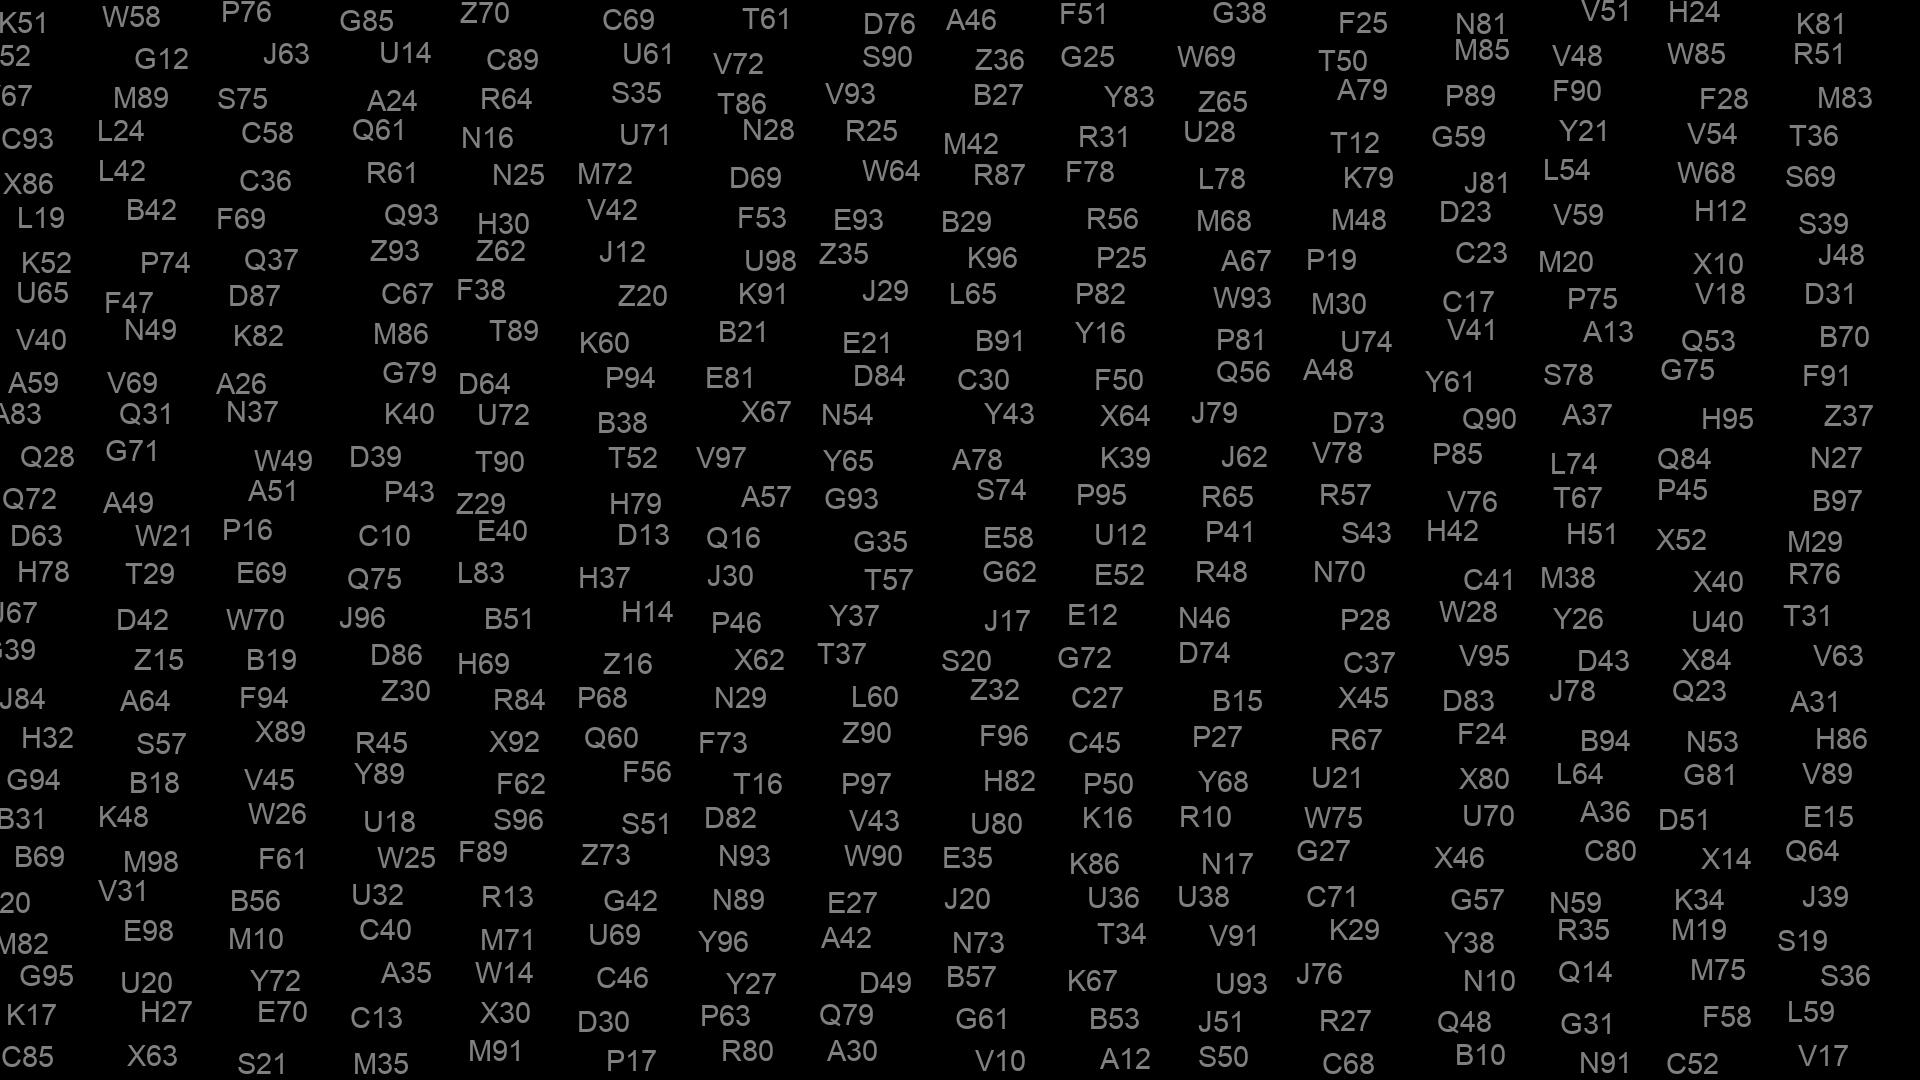 K51 W58 P76 G85 Z70 C69 T61 D76 A46 F51 G38 F25 N81 V51 H24 K81
52 G12 J63 U14 C89 U61 V72 S90 Z36 G25 W69 T50 M85 V48 W85 R51
67 M89 S75 A24 R64 S35 T86 V93 B27 Y83 Z65 A79 P89 F90 F28 M83
C93 L24 C58 Q61 N16 U71 N28 R25 M42 R31 U28 T12 G59 Y21 V54 T36
X86 L42 C36 R61 N25 M72 D69 W64 R87 F78 L78 K79 J81 L54 W68 S69
L19 B42 F69 Q93 H30 V42 F53 E93 B29 R56 M68 M48 D23 V59 H12 S39
K52 P74 Q37 Z93 Z62 J12 U98 Z35 K96 P25 A67 P19 C23 M20 X10 J48
U65 F47 D87 C67 F38 Z20 K91 J29 L65 P82 W93 M30 C17 P75 V18 D31
V40 N49 K82 M86 T89 K60 B21 E21 B91 Y16 P81 U74 V41 A13 Q53 B70
A59 V69 A26 G79 D64 P94 E81 D84 C30 F50 Q56 A48 Y61 S78 G75 F91
A83 Q31 N37 K40 U72 B38 X67 N54 Y43 X64 J79 D73 Q90 A37 H95 Z37
Q28 G71 W49 D39 T90 T52 V97 Y65 A78 K39 J62 V78 P85 L74 Q84 N27
Q72 A49 A51 P43 Z29 H79 A57 G93 S74 P95 R65 R57 V76 T67 P45 B97
D63 W21 P16 C10 E40 D13 Q16 G35 E58 U12 P41 S43 H42 H51 X52 M29
H78 T29 E69 Q75 L83 H37 J30 T57 G62 E52 R48 N70 C41 M38 X40 R76
J67 D42 W70 J96 B51 H14 P46 Y37 J17 E12 N46 P28 W28 Y26 U40 T31
G39 Z15 B19 D86 H69 Z16 X62 T37 S20 G72 D74 C37 V95 D43 X84 V63
J84 A64 F94 Z30 R84 P68 N29 L60 Z32 C27 B15 X45 D83 J78 Q23 A31
H32 S57 X89 R45 X92 Q60 F73 Z90 F96 C45 P27 R67 F24 B94 N53 H86
G94 B18 V45 Y89 F62 F56 T16 P97 H82 P50 Y68 U21 X80 L64 G81 V89
B31 K48 W26 U18 S96 S51 D82 V43 U80 K16 R10 W75 U70 A36 D51 E15
B69 M98 F61 W25 F89 Z73 N93 W90 E35 K86 N17 G27 X46 C80 X14 Q64
20 V31 B56 U32 R13 G42 N89 E27 J20 U36 U38 C71 G57 N59 K34 J39
M82 E98 M10 C40 M71 U69 Y96 A42 N73 T34 V91 K29 Y38 R35 M19 S19
G95 U20 Y72 A35 W14 C46 Y27 D49 B57 K67 U93 J76 N10 Q14 M75 S36
K17 H27 E70 C13 X30 D30 P63 Q79 G61 B53 J51 R27 Q48 G31 F58 L59
C85 X63 S21 M35 M91 P17 R80 A30 V10 A12 S50 C68 B10 N91 C52 V17